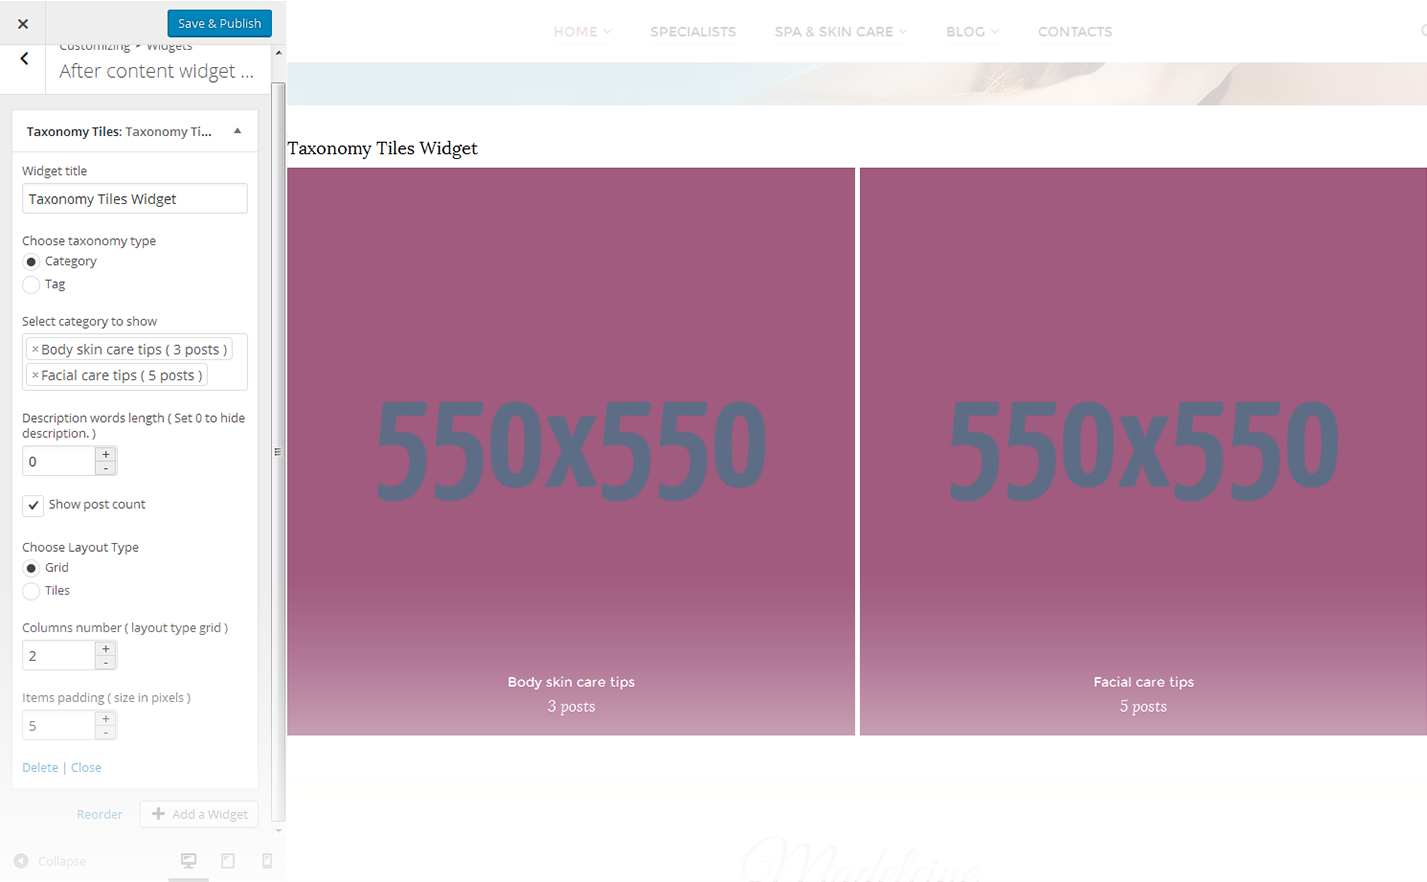 Save & Publish
Customizing ▸ Widgets
After content widget ...
Taxonomy Tiles: Taxonomy Ti...
Widget title
Taxonomy Tiles Widget
Choose taxonomy type
Category
Tag
Select category to show
×Body skin care tips ( 3 posts )
×Facial care tips ( 5 posts )
Description words length ( Set 0 to hide
description. )
0
+
-
Show post count
Choose Layout Type
Grid
Tiles
Columns number ( layout type grid )
2
+
-
Items padding ( size in pixels )
5
+
-
Delete | Close
Reorder
Add a Widget
Collapse
HOME SPECIALISTS SPA & SKIN CARE BLOG CONTACTS
Taxonomy Tiles Widget
550x550
Body skin care tips
3 posts
550x550
Facial care tips
5 posts
Madeleine